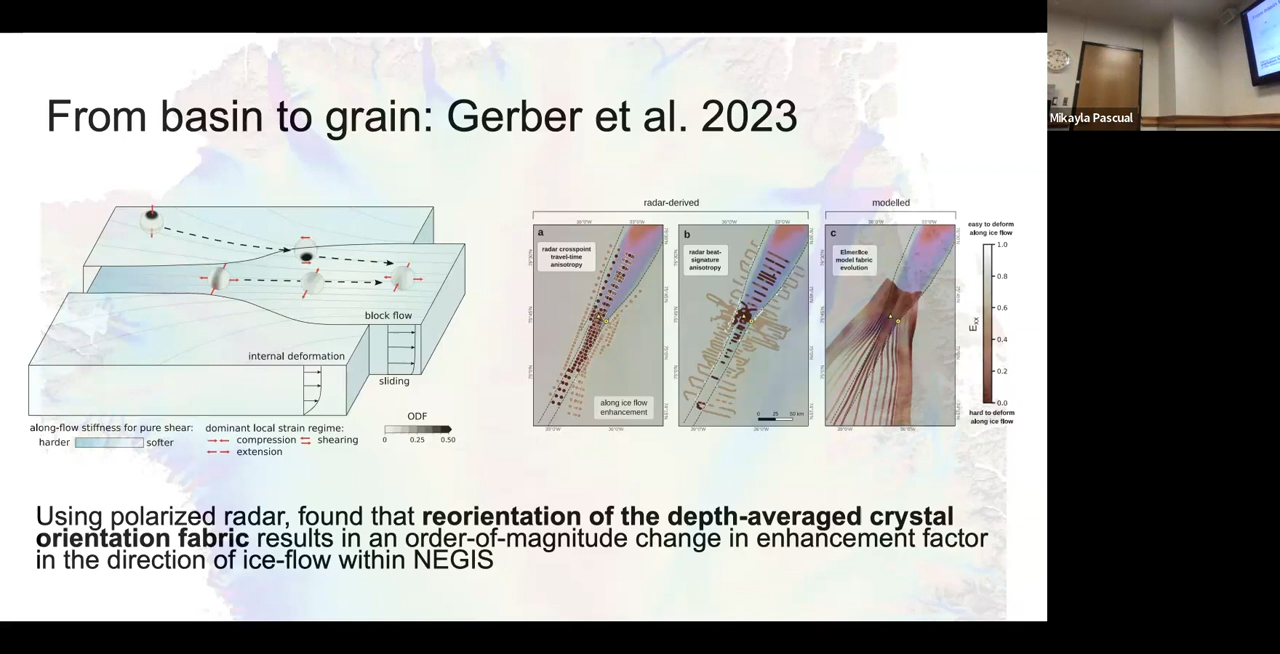 From basin to grain: Gerber et al. 2023
Mikayla Pascual
block flow
internal deformation
sliding
along-flow stiffness for pure shear:
harder softer
dominant local strain regime:
compression shearing
extension
ODF
0 0.25 0.50
radar-derived
modelled
a
radar crosspoint
travel-time
anisotropy
along ice flow
enhancement
b
radar beat-
signature
anisotropy
0 25 50 km
c
Elmer/Ice
model fabric
evolution
easy to deform
along ice flow
1.0
0.8
0.6
0.4
0.2
0.0
Exx
hard to deform
along ice flow
Using polarized radar, found that reorientation of the depth-averaged crystal
orientation fabric results in an order-of-magnitude change in enhancement factor
in the direction of ice-flow within NEGIS